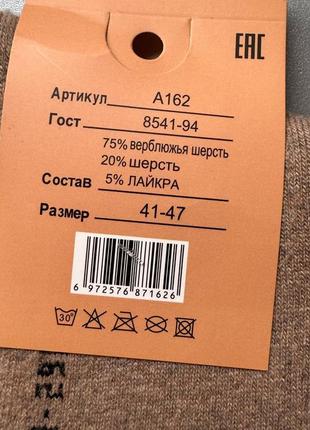 EAC
Артикул A162
Гост 8541-94
75% верблюжья шерсть
20% шерсть
Состав 5% ЛАЙКРА
Размер 41-47
6 972576 871626
30°